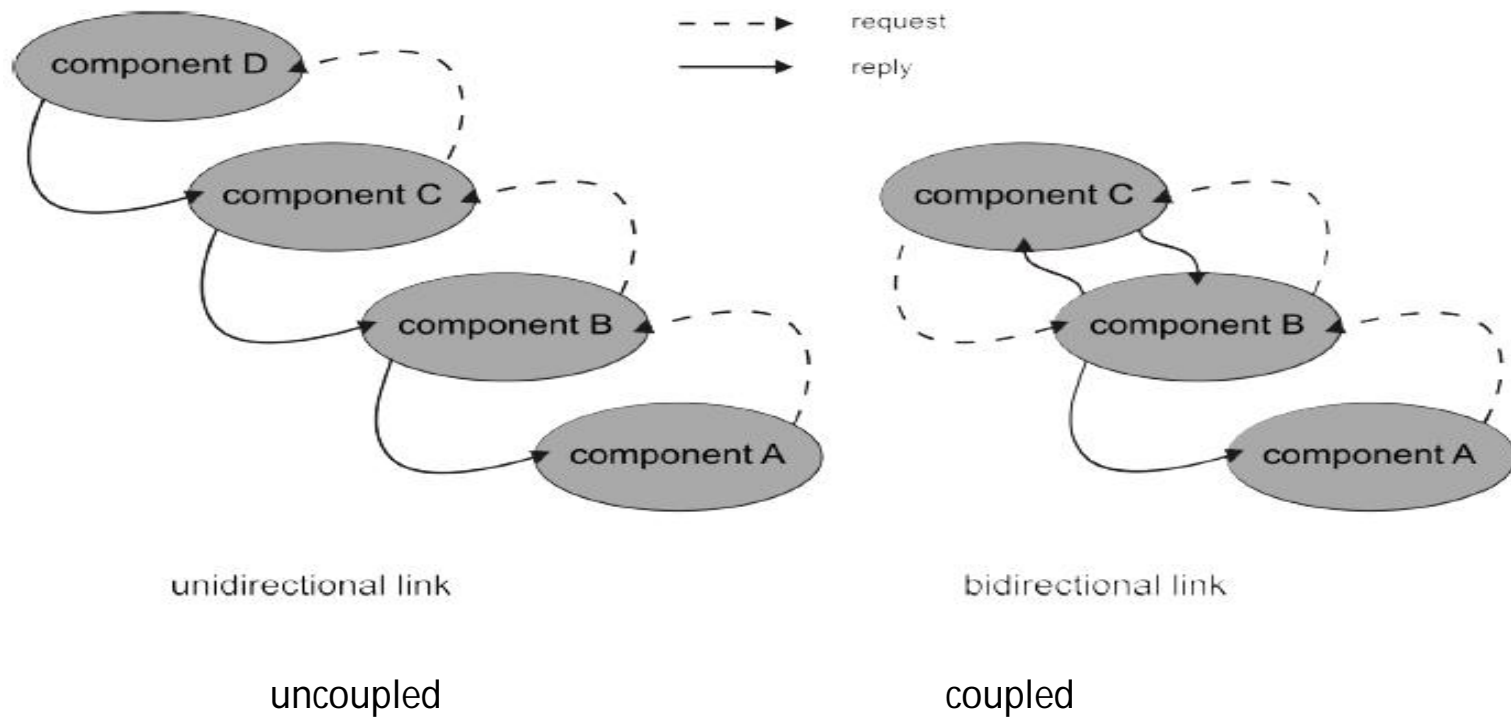 request
component D
reply
component C
component C
component B
component B
component A
component A
unidirectional link
bidirectional link
uncoupled
coupled